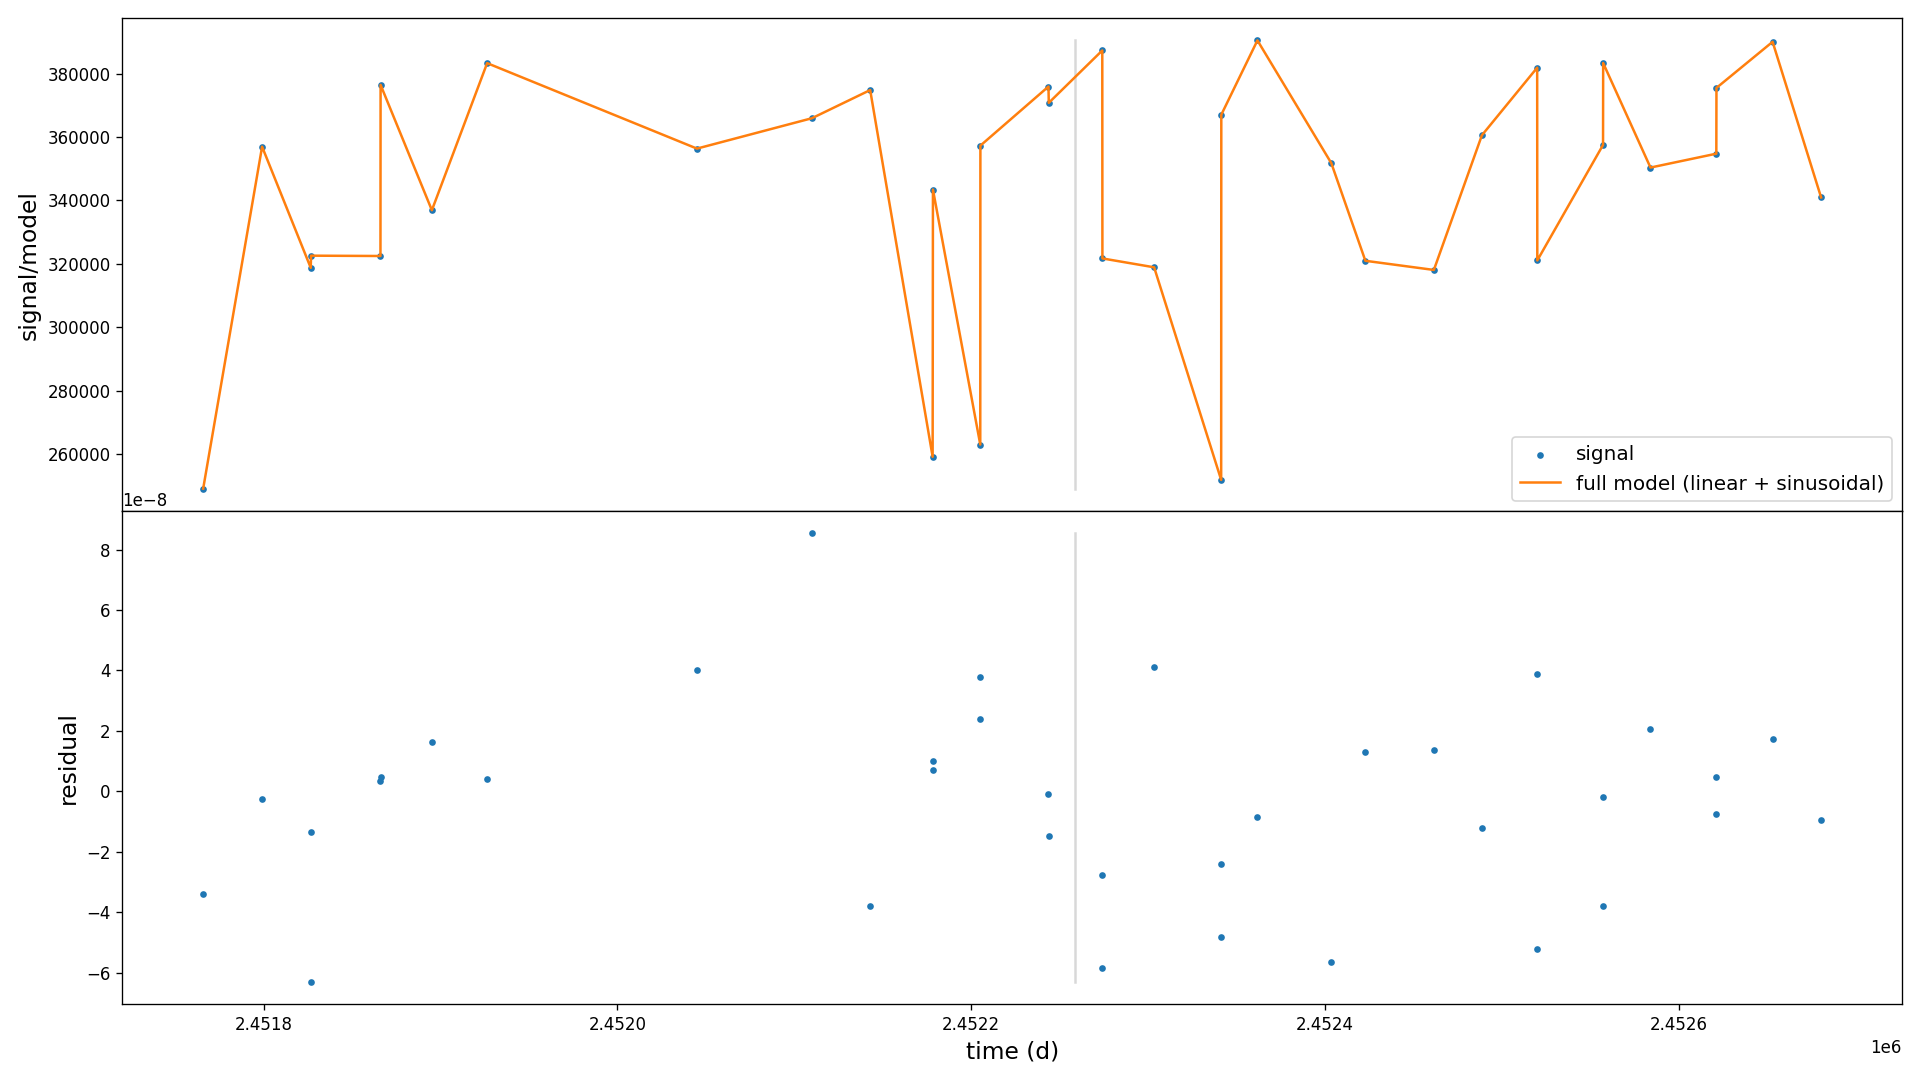 380000
360000
340000
320000
300000
280000
260000
signal/model
signal
full model (linear + sinusoidal)
1e−8
8
6
4
2
0
−2
−4
−6
residual
2.4518
2.4520
2.4522
2.4524
2.4526
time (d)
1e6